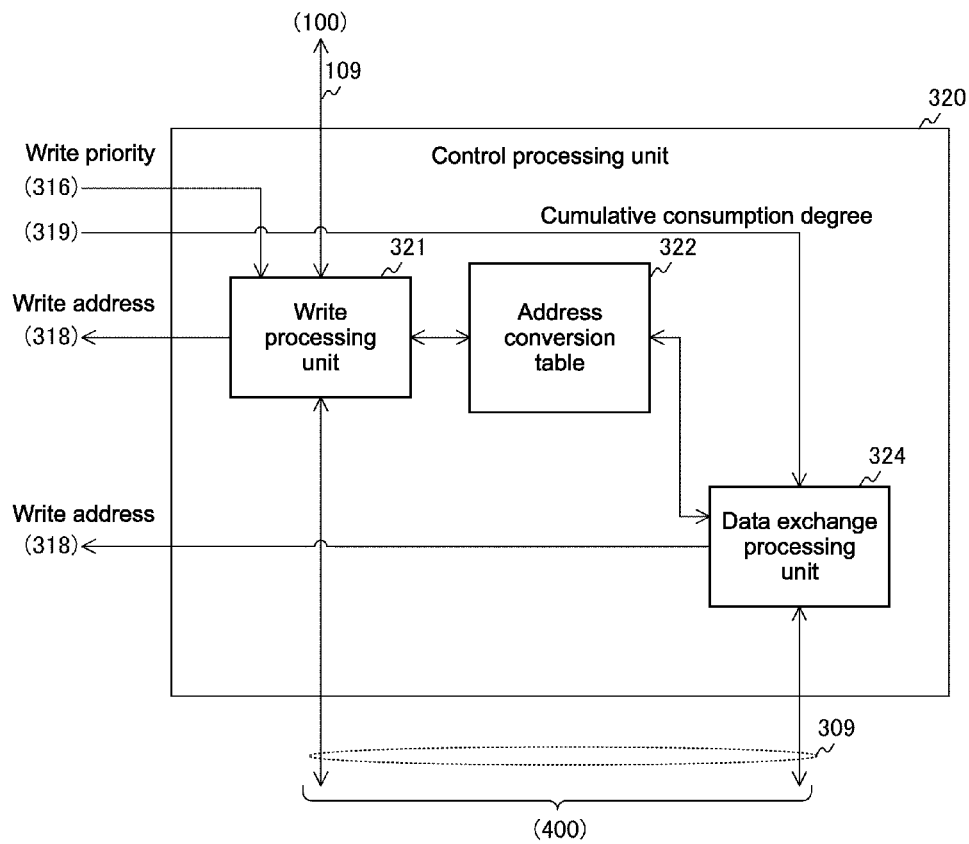 (100)
109
320
Write priority
(316)
Control processing unit
(319)
Cumulative consumption degree
321
322
Write address
(318)
Write
processing
unit
Address
conversion
table
324
Write address
(318)
Data exchange
processing
unit
309
(400)